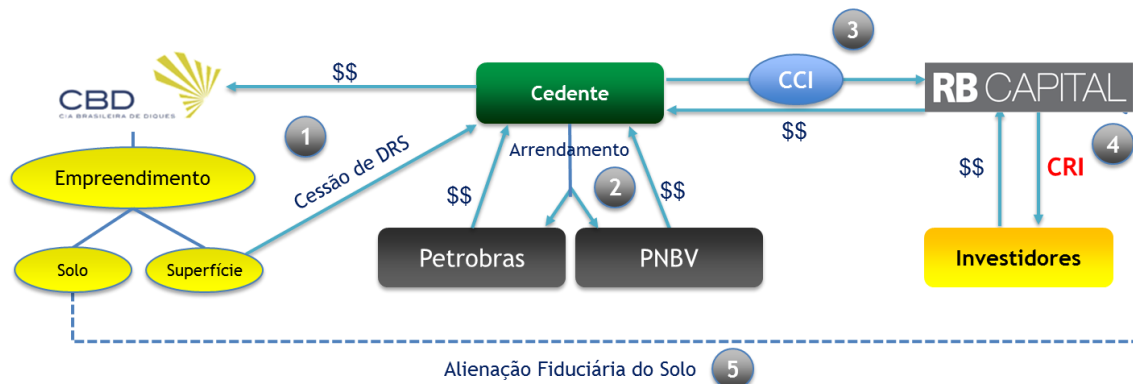 3
$$
CCI
RB CAPITAL
CBD
CIA BRASILEIRA DE DIQUES
Cedente
$$
4
1
Arrendamento
Cessão de DRS
Empreendimento
$$
2
$$
$$
CRI
Solo
Superfície
Petrobras
PNBV
Investidores
Alienação Fiduciária do Solo
5